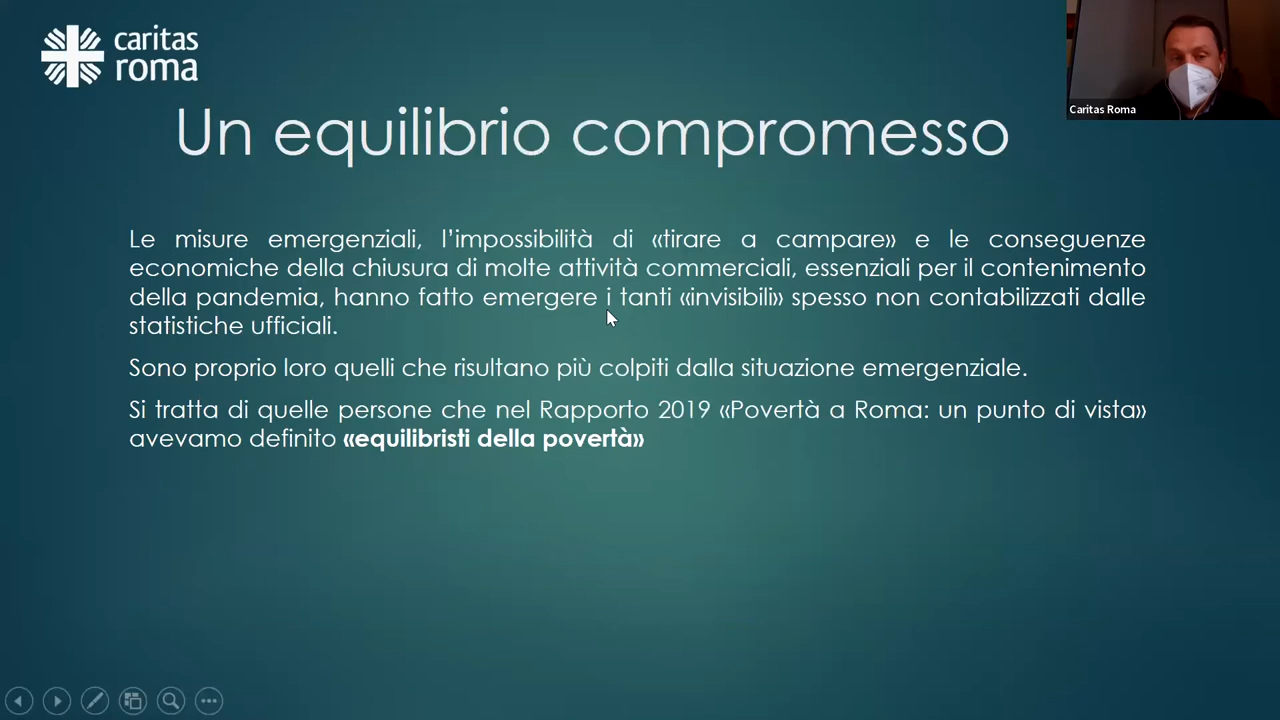 caritas
roma
Caritas Roma
Un equilibrio compromesso
Le misure emergenziali, l’impossibilità di «tirare a campare» e le conseguenze
economiche della chiusura di molte attività commerciali, essenziali per il contenimento
della pandemia, hanno fatto emergere i tanti «invisibili» spesso non contabilizzati dalle
statistiche ufficiali.
Sono proprio loro quelli che risultano più colpiti dalla situazione emergenziale.
Si tratta di quelle persone che nel Rapporto 2019 «Povertà a Roma: un punto di vista»
avevamo definito «equilibristi della povertà»